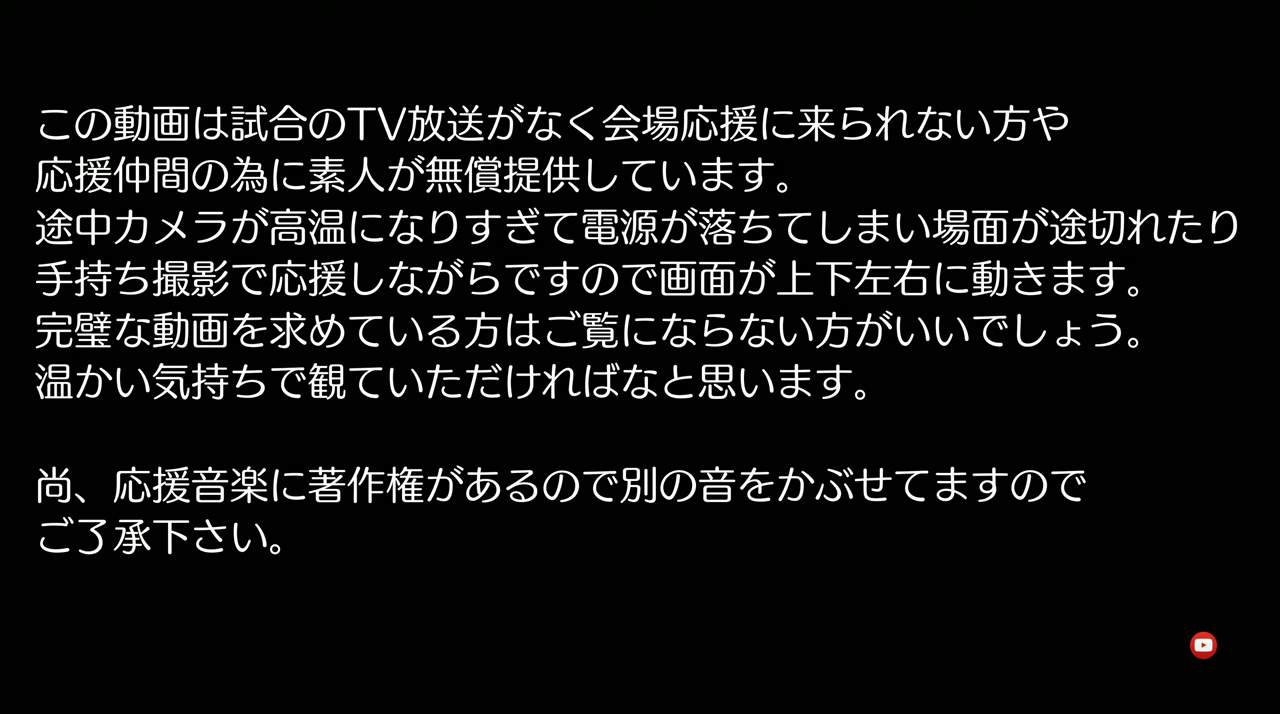 この動画は試合のTV放送がなく会場応援に来られない方や
応援仲間の為に素人が無償提供しています。
途中カメラが高温になりすぎて電源が落ちてしまい場面が途切れたり
手持ち撮影で応援しながらですので画面が上下左右に動きます。
完璧な動画を求めている方はご覧にならない方がいいでしょう。
温かい気持ちで観ていただければなと思います。
尚、応援音楽に著作権があるので別の音をかぶせてますので
ご了承下さい。